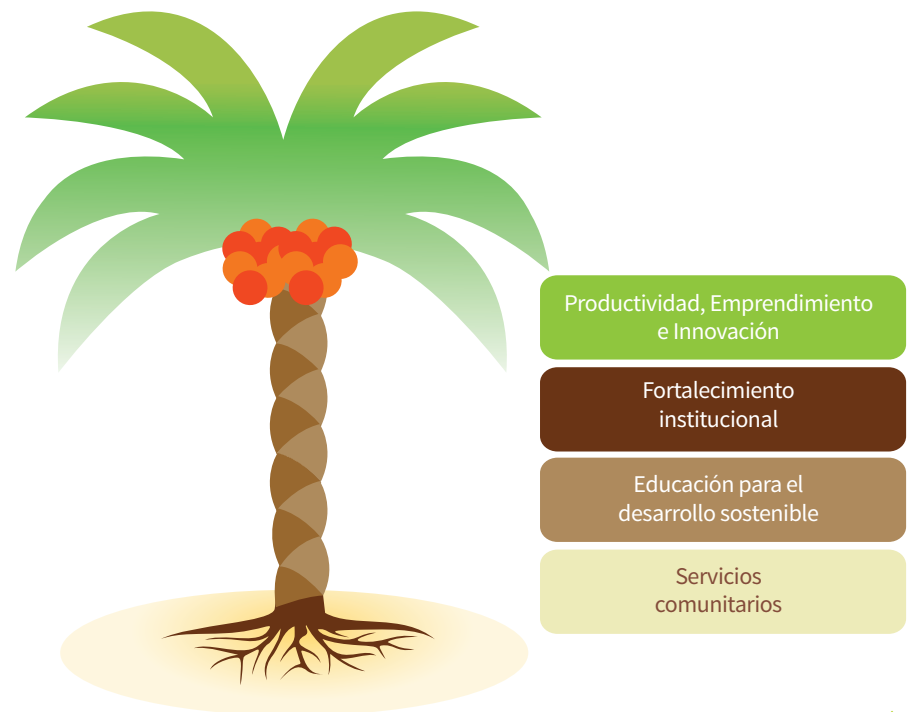 Productividad, Emprendimiento
e Innovación
Fortalecimiento
institucional
Educación para el
desarrollo sostenible
Servicios
comunitarios